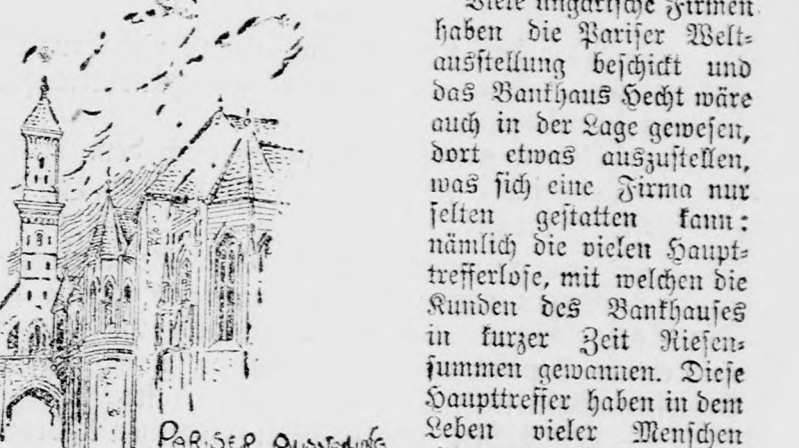 Viele ungarische Firmen
haben die Pariser Welt-
ausstellung beschickt und
das Bankhaus Hecht wäre
auch in der Lage gewesen,
dort etwas auszustellen,
was sich eine Firma nur
selten gestatten kann:
nämlich die vielen Haupt-
trefferlose, mit welchen die
Kunden des Bankhauses
in kurzer Zeit Riesen-
summen gewannen. Diese
Haupttreffer haben in dem
Leben vieler Menschen
PARISER AUSSTELLUNG